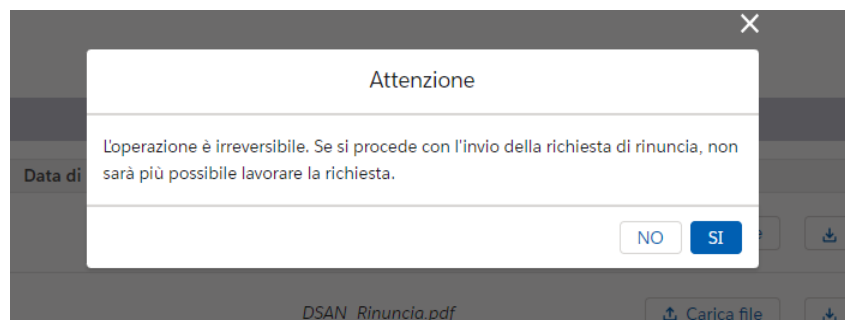 Attenzione
L'operazione è irreversibile. Se si procede con l'invio della richiesta di rinuncia, non
sarà più possibile lavorare la richiesta.
Data di
NO SI
DSAN_Rinuncia.pdf Carica file